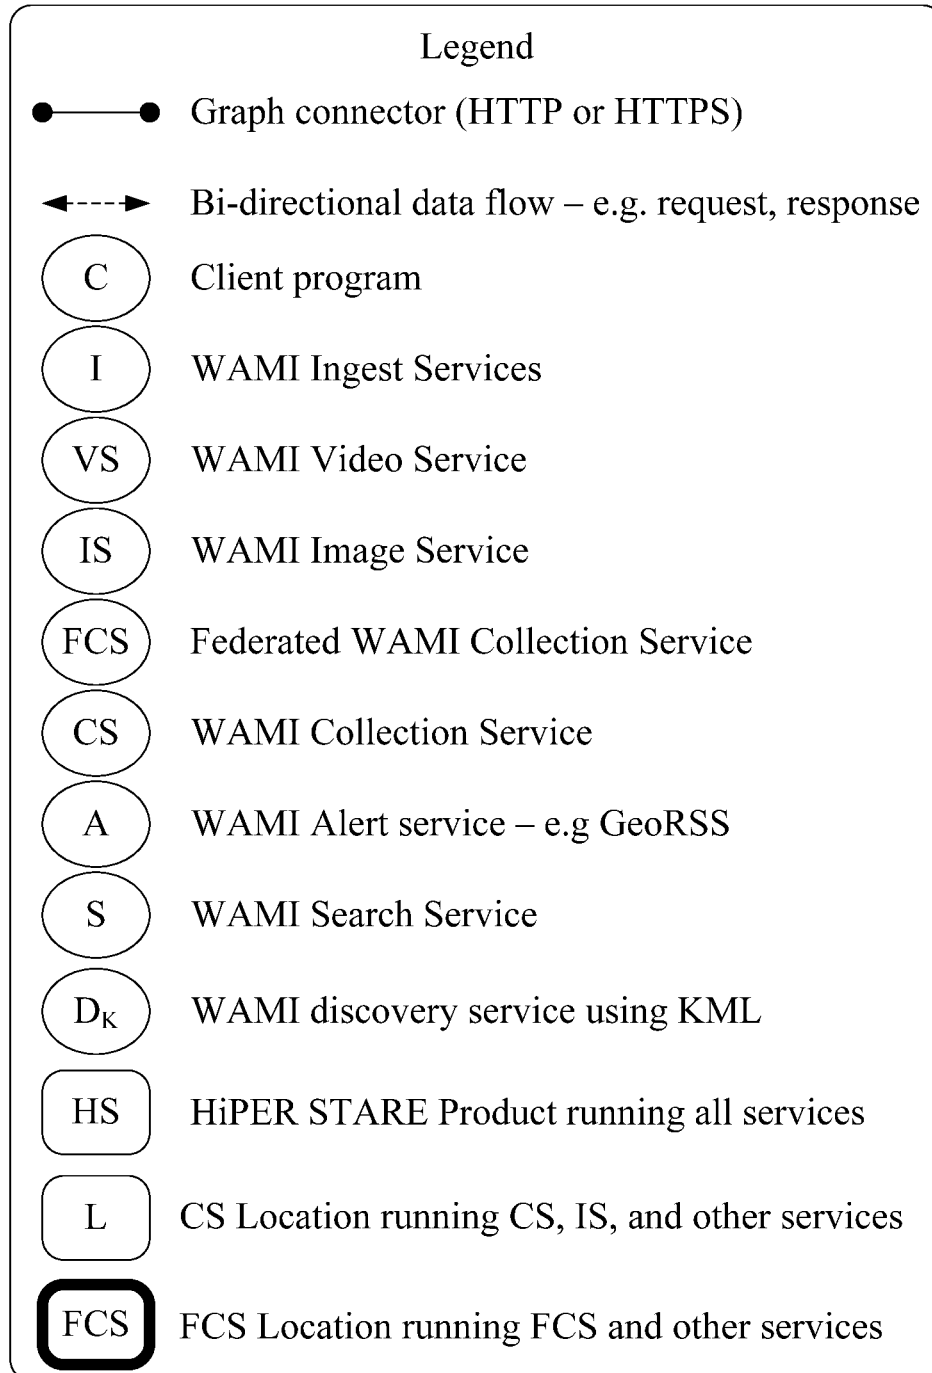 Legend
Graph connector (HTTP or HTTPS)
Bi-directional data flow – e.g. request, response
C Client program
I WAMI Ingest Services
VS WAMI Video Service
IS WAMI Image Service
FCS Federated WAMI Collection Service
CS WAMI Collection Service
A WAMI Alert service – e.g GeoRSS
S WAMI Search Service
DK WAMI discovery service using KML
HS HiPER STARE Product running all services
L CS Location running CS, IS, and other services
FCS FCS Location running FCS and other services